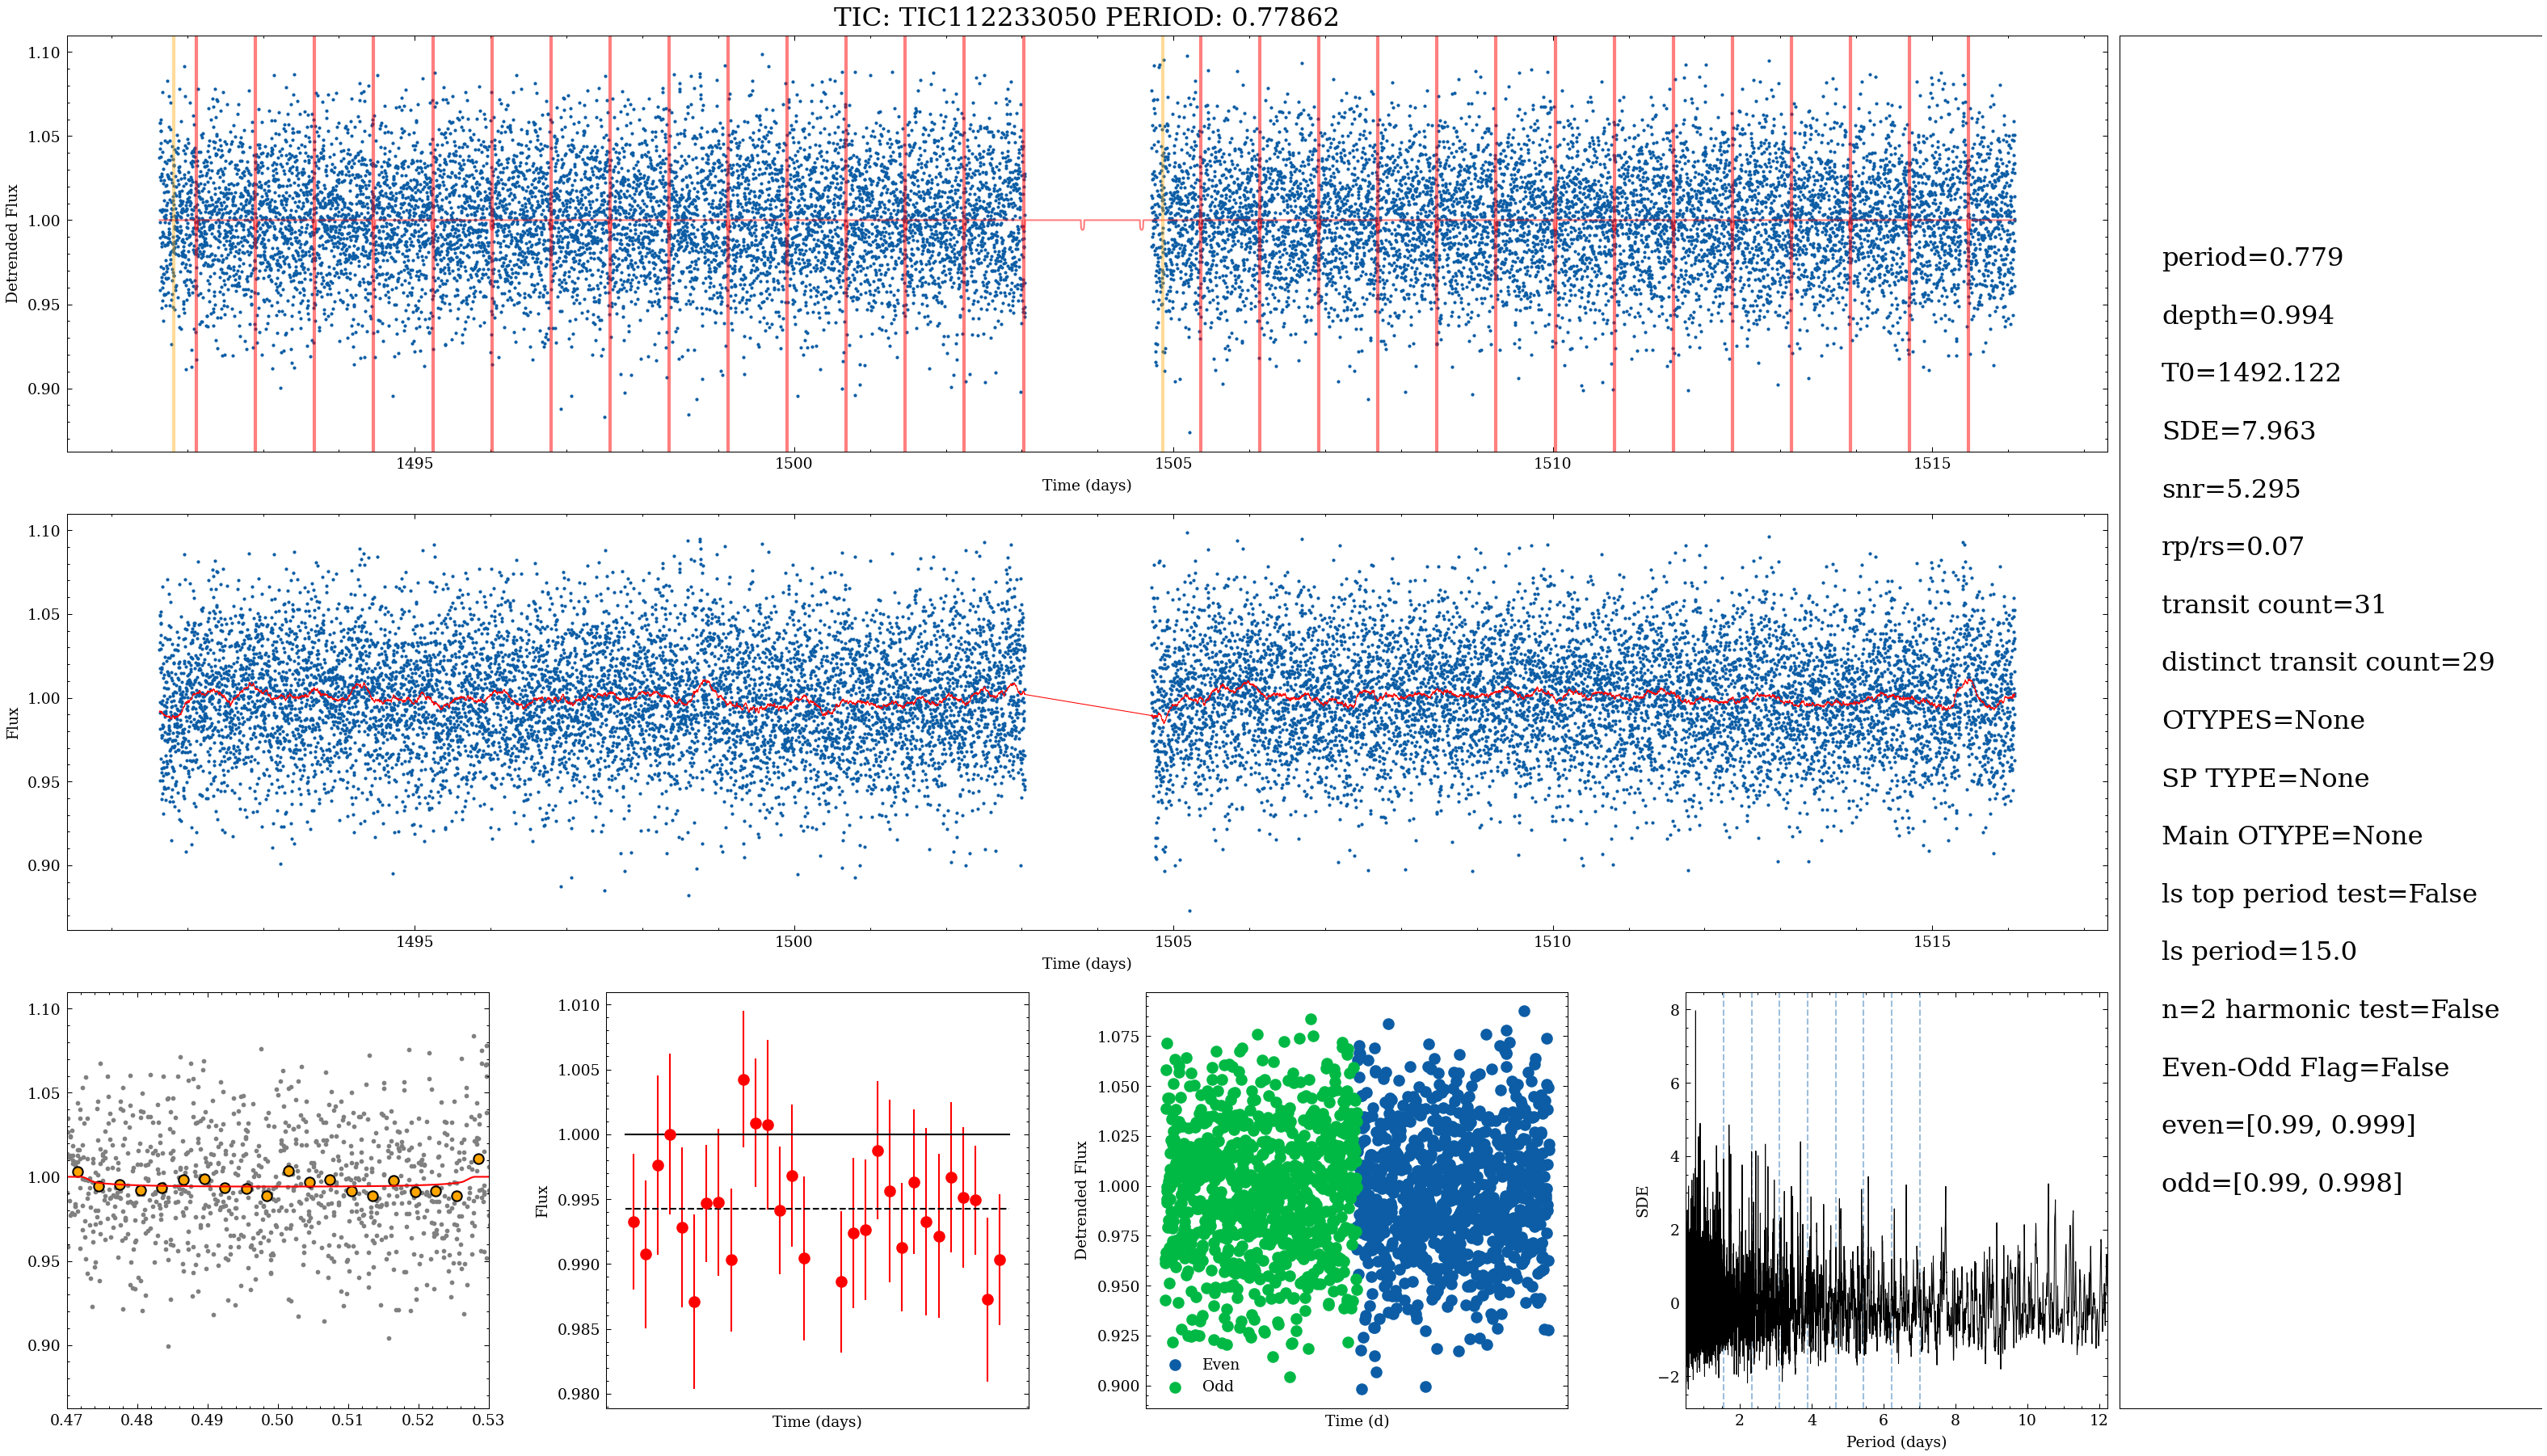 TIC: TIC112233050 PERIOD: 0.77862
1.10
1.05
1.00
0.95
0.90
Detrended Flux
1495
1500
1505
1510
1515
Time (days)
period=0.779
depth=0.994
T0=1492.122
SDE=7.963
snr=5.295
rp/rs=0.07
transit count=31
distinct transit count=29
OTYPES=None
SP TYPE=None
Main OTYPE=None
ls top period test=False
ls period=15.0
n=2 harmonic test=False
Even-Odd Flag=False
even=[0.99, 0.999]
odd=[0.99, 0.998]
1.10
1.05
1.00
0.95
0.90
Flux
1495
1500
1505
1510
1515
Time (days)
1.10
1.05
1.00
0.95
0.90
0.47
0.48
0.49
0.50
0.51
0.52
0.53
1.010
1.005
1.000
0.995
0.990
0.985
0.980
Flux
Time (days)
1.075
1.050
1.025
1.000
0.975
0.950
0.925
0.900
Detrended Flux
Even
Odd
Time (d)
8
6
4
2
0
−2
SDE
2
4
6
8
10
12
Period (days)